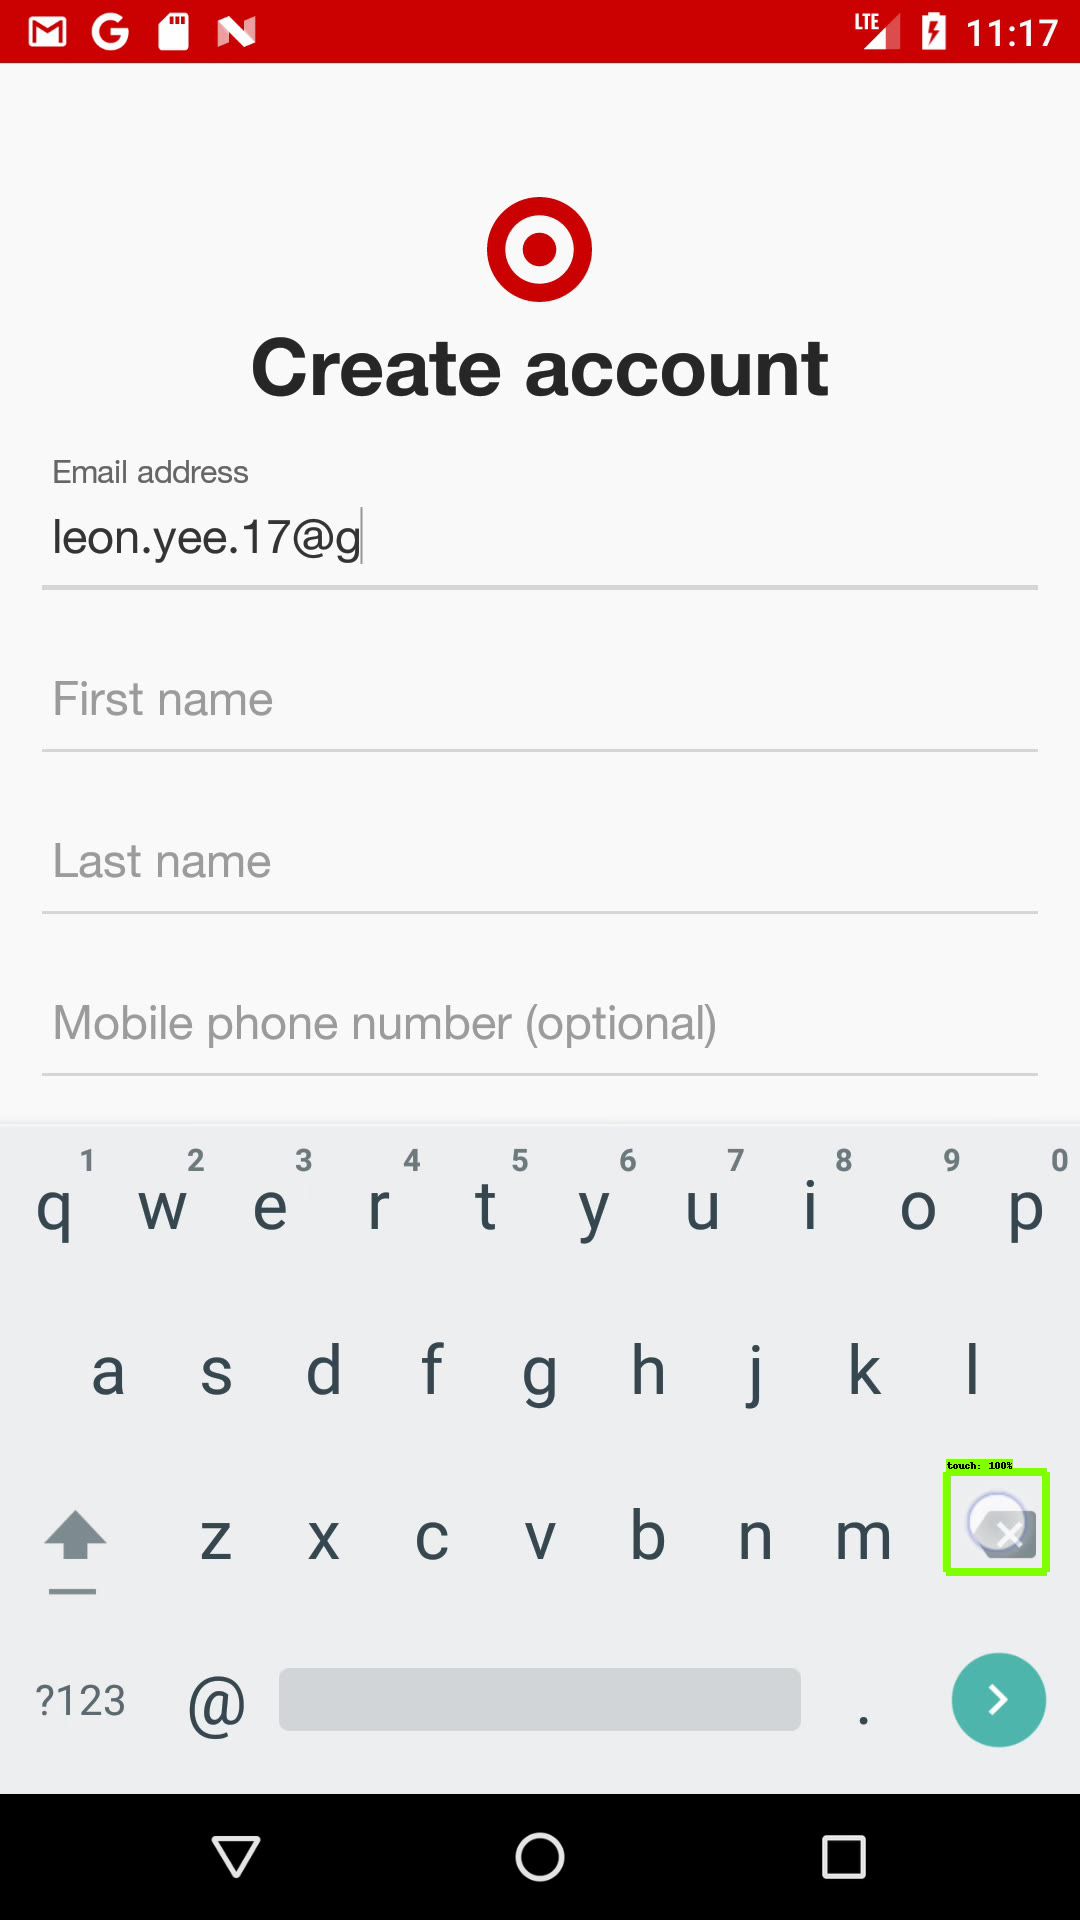 LTE 11:17
Create account
Email address
leon.yee.17@g
First name
Last name
Mobile phone number (optional)
1 2 3 4 5 6 7 8 9 0
q w e r t y u i o p
a s d f g h j k l
touch: 100%
z x c v b n m
?123 @ .